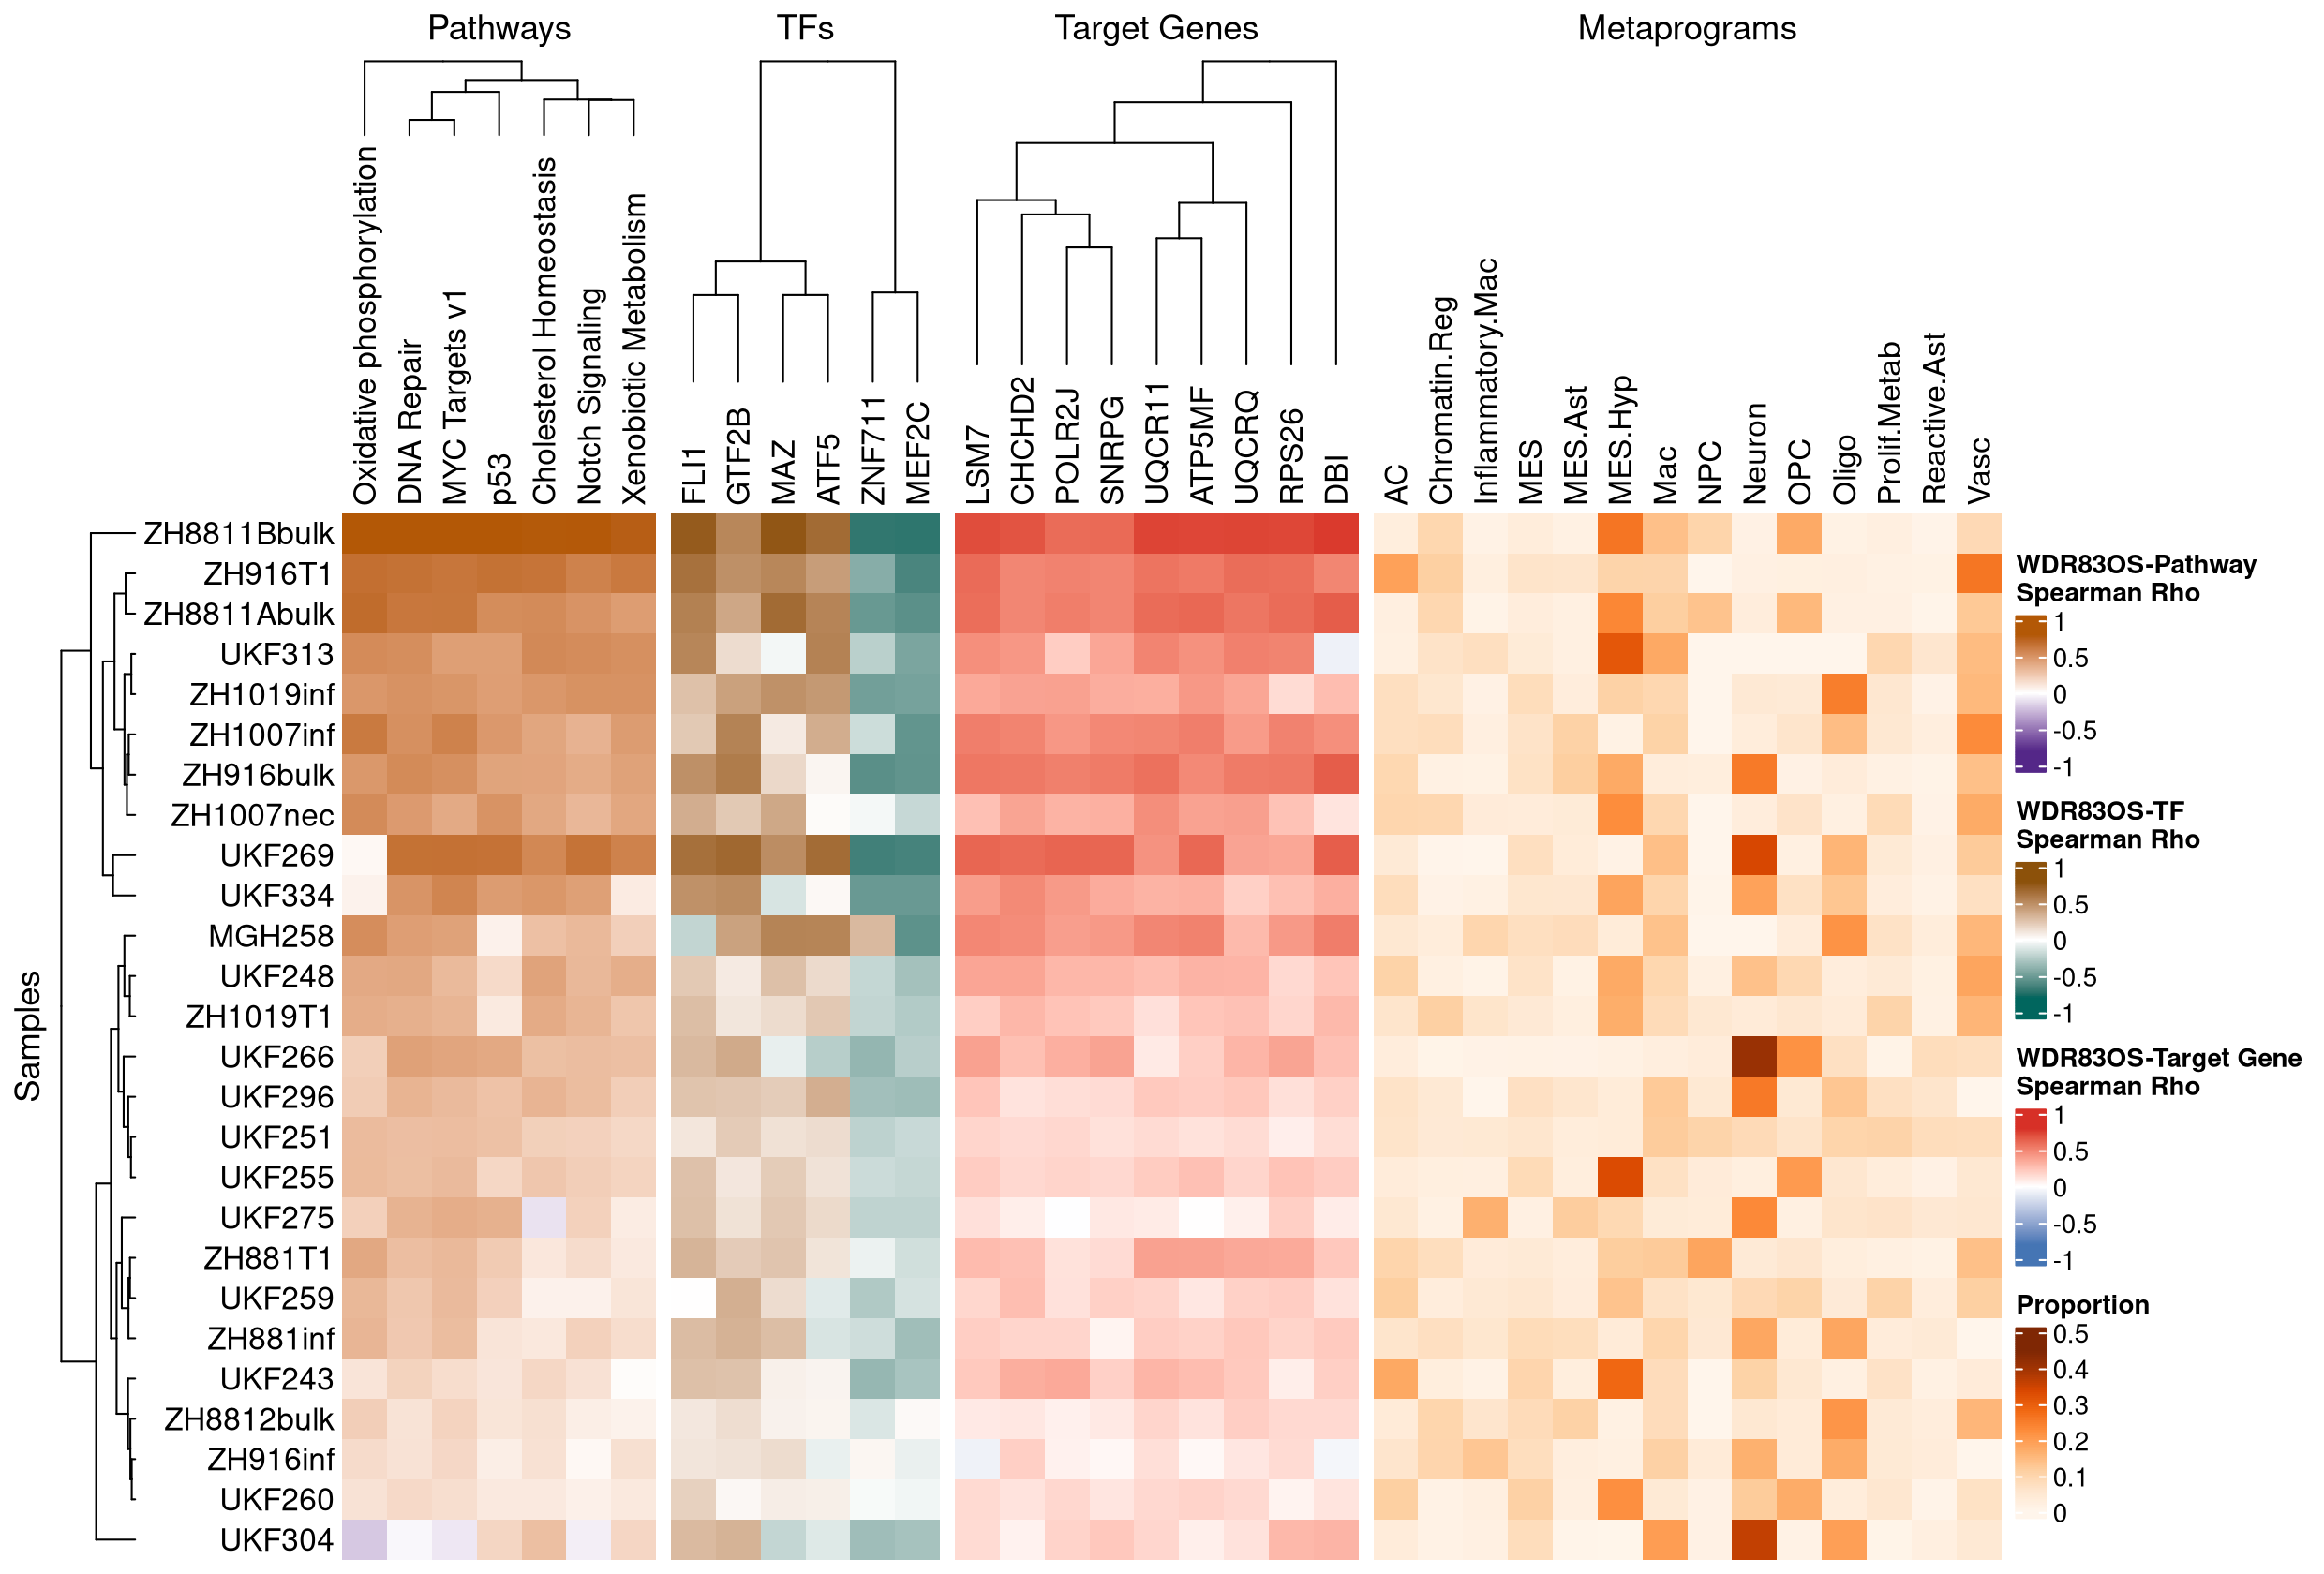 Pathways
TFs
Target Genes
Metaprograms
Oxidative phosphorylation
DNA Repair
MYC Targets v1
p53
Cholesterol Homeostasis
Notch Signaling
Xenobiotic Metabolism
FLI1
GTF2B
MAZ
ATF5
ZNF711
MEF2C
LSM7
CHCHD2
POLR2J
SNRPG
UQCR11
ATP5MF
UQCRQ
RPS26
DBI
AC
Chromatin.Reg
Inflammatory.Mac
MES
MES.Ast
MES.Hyp
Mac
NPC
Neuron
OPC
Oligo
Prolif.Metab
Reactive.Ast
Vasc
Samples
ZH8811Bbulk
ZH916T1
ZH8811Abulk
UKF313
ZH1019inf
ZH1007inf
ZH916bulk
ZH1007nec
UKF269
UKF334
MGH258
UKF248
ZH1019T1
UKF266
UKF296
UKF251
UKF255
UKF275
ZH881T1
UKF259
ZH881inf
UKF243
ZH8812bulk
ZH916inf
UKF260
UKF304
WDR83OS-Pathway
Spearman Rho
1
0.5
0
-0.5
-1
WDR83OS-TF
Spearman Rho
1
0.5
0
-0.5
-1
WDR83OS-Target Gene
Spearman Rho
1
0.5
0
-0.5
-1
Proportion
0.5
0.4
0.3
0.2
0.1
0